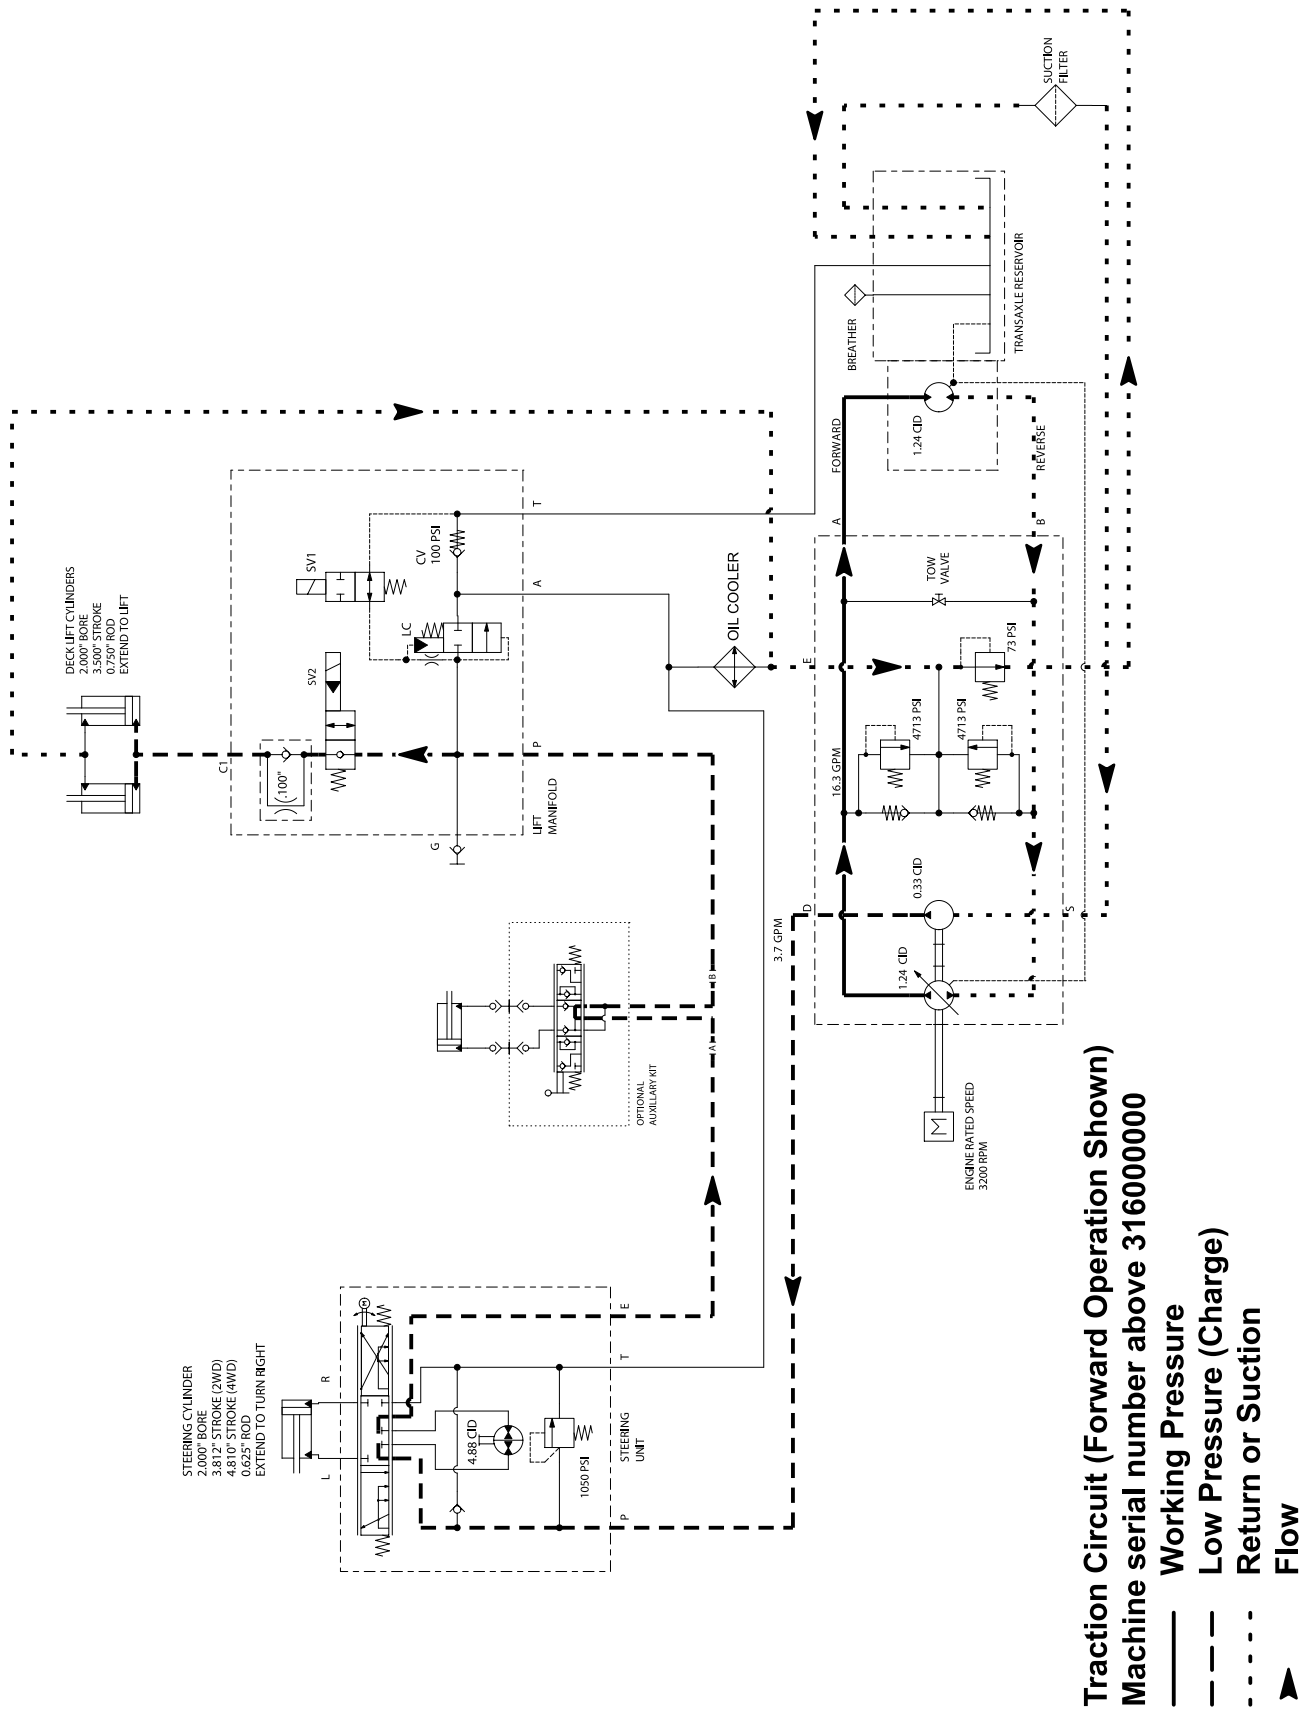 STEERING CYLINDER
2.000" BORE
3.812" STROKE (2WD)
4.810" STROKE (4WD)
0.625" ROD
EXTEND TO TURN RIGHT
L
R
M
4.88 CID
1050 PSI
STEERING
UNIT
P
T
E
DECK LIFT CYLINDERS
2.000" BORE
3.500" STROKE
0.750" ROD
EXTEND TO LIFT
C1
.100"
SV2
SV1
LC
CV
100 PSI
G
P
A
T
LIFT
MANIFOLD
OPTIONAL
AUXILLARY KIT
(A)
(B)
OIL COOLER
3.7 GPM
ENGINE RATED SPEED
3200 RPM
M
1.24 CID
0.33 CID
D
S
16.3 GPM
4713 PSI
4713 PSI
E
73 PSI
TOW
VALVE
A
B
FORWARD
REVERSE
1.24 CID
BREATHER
TRANSAXLE RESERVOIR
SUCTION
FILTER
Traction Circuit (Forward Operation Shown)
Machine serial number above 316000000
Working Pressure
Low Pressure (Charge)
Return or Suction
Flow